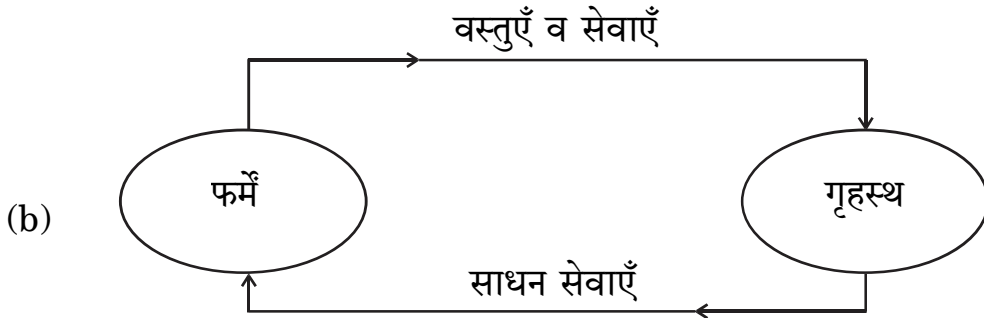 वस्तुएँ व सेवाएँ
फर्में
गृहस्थ
(b)
साधन सेवाएँ